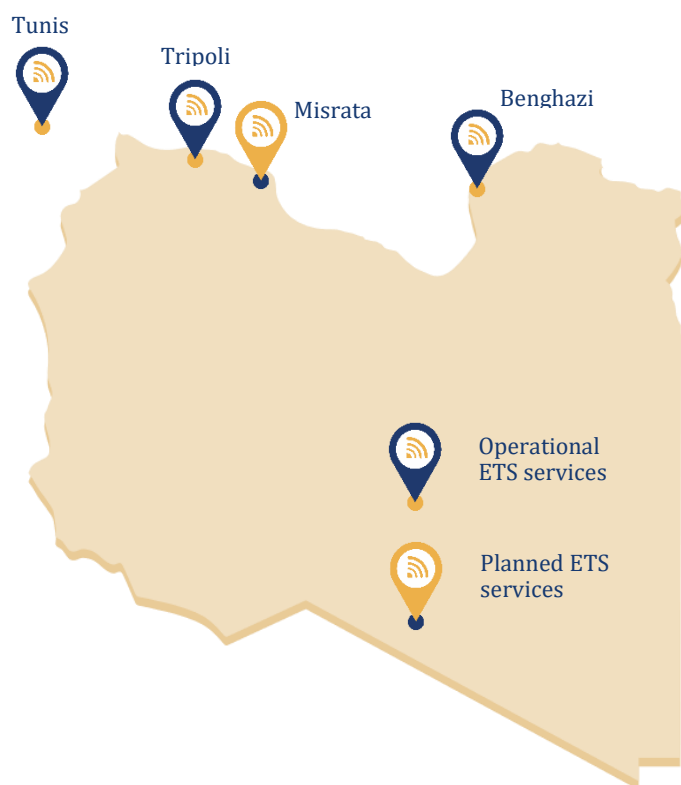 Tunis
Tripoli
Misrata
Benghazi
Operational
ETS services
Planned ETS
services